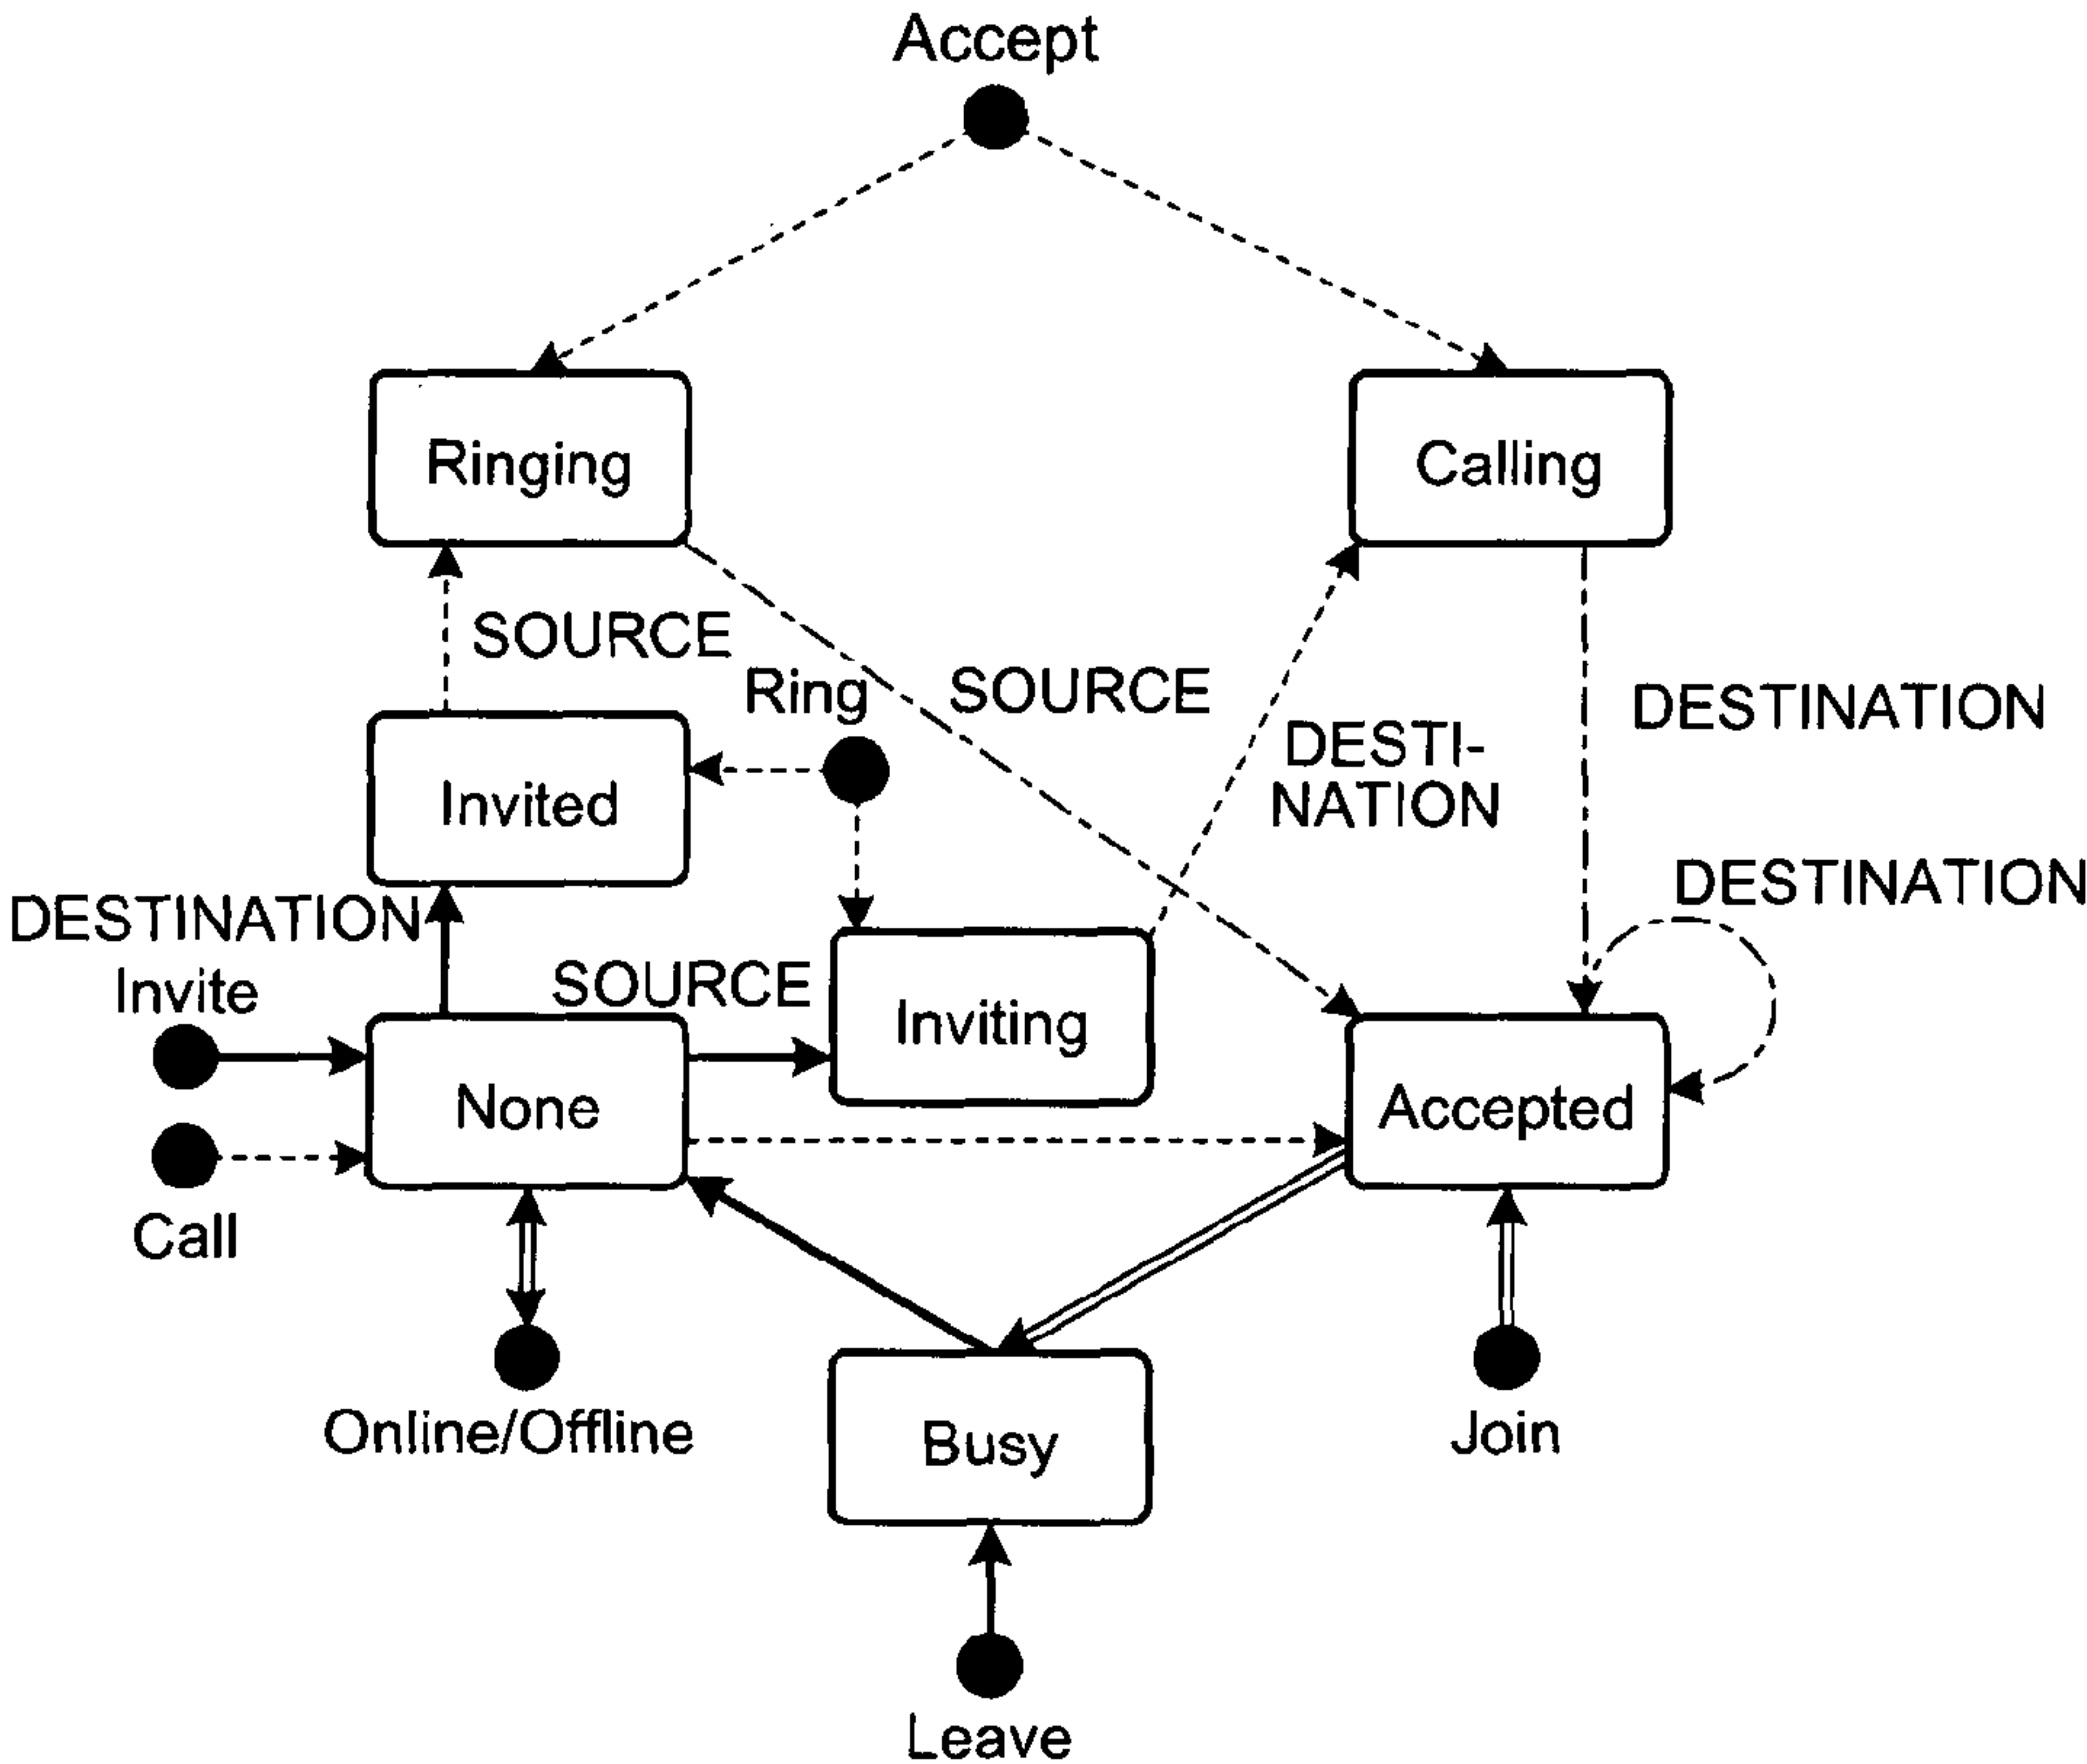 Accept
Ringing
Calling
SOURCE
Ring
SOURCE
DESTINATION
DESTI-
NATION
Invited
DESTINATION
DESTINATION
Invite
SOURCE
Inviting
None
Accepted
Call
Online/Offline
Busy
Join
Leave